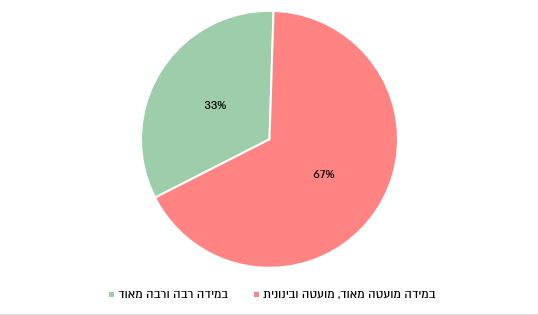 33%
67%
במידה מועטה מאוד, מועטה ובינונית
במידה רבה ורבה מאוד